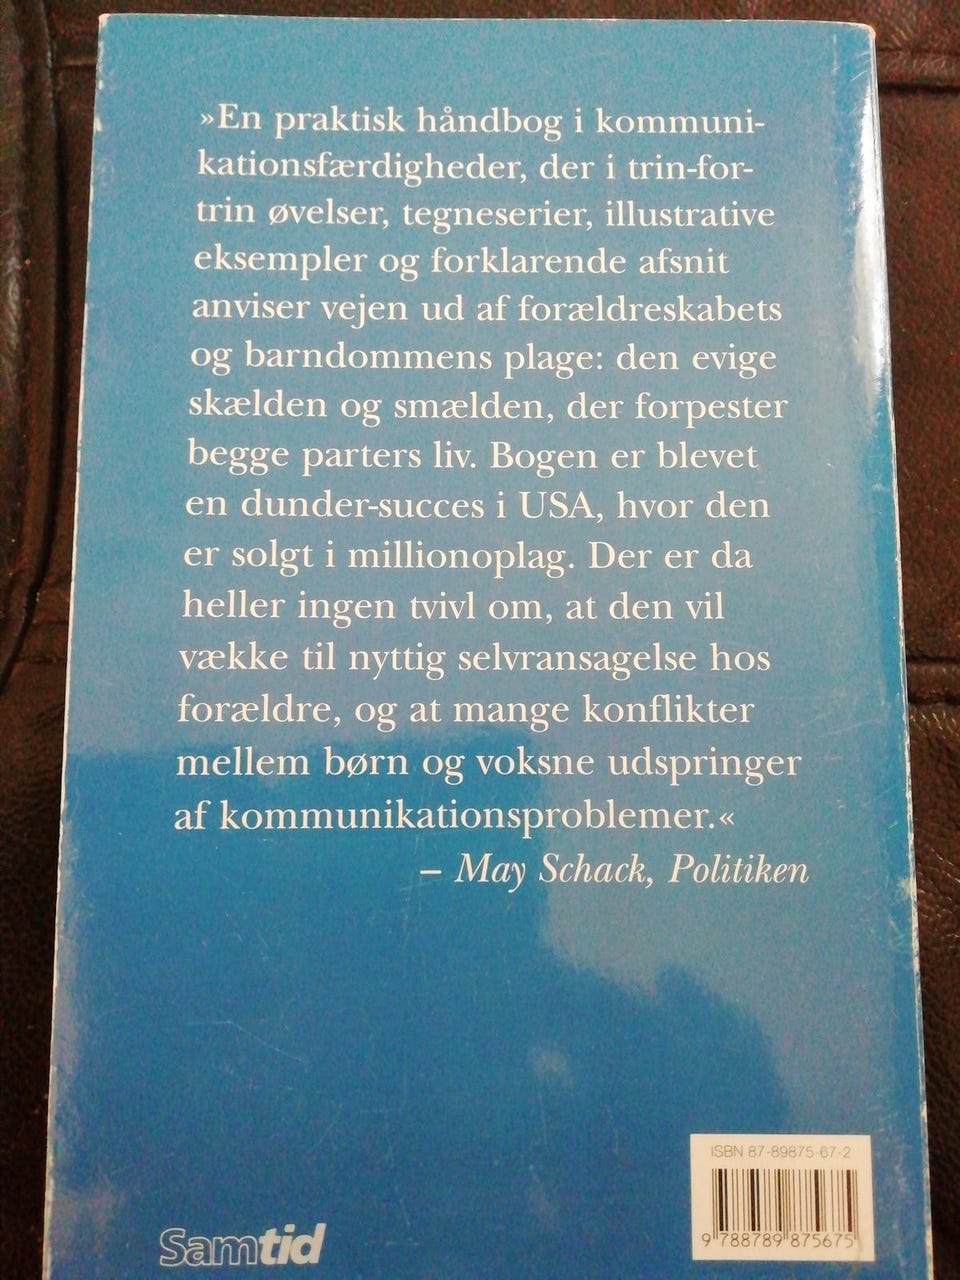 »En praktisk håndbog i kommuni-
kationsfærdigheder, der i trin-for-
trin øvelser, tegneserier, illustrative
eksempler og forklarende afsnit
anviser vejen ud af forældreskabets
og barndommens plage: den evige
skælden og smælden, der forpester
begge parters liv. Bogen er blevet
en dunder-succes i USA, hvor den
er solgt i millionoplag. Der er da
heller ingen tvivl om, at den vil
vække til nyttig selvransagelse hos
forældre, og at mange konflikter
mellem børn og voksne udspringer
af kommunikationsproblemer.«
– May Schack, Politiken
ISBN 87-89875-67-2
9 788789 875675
Samtid